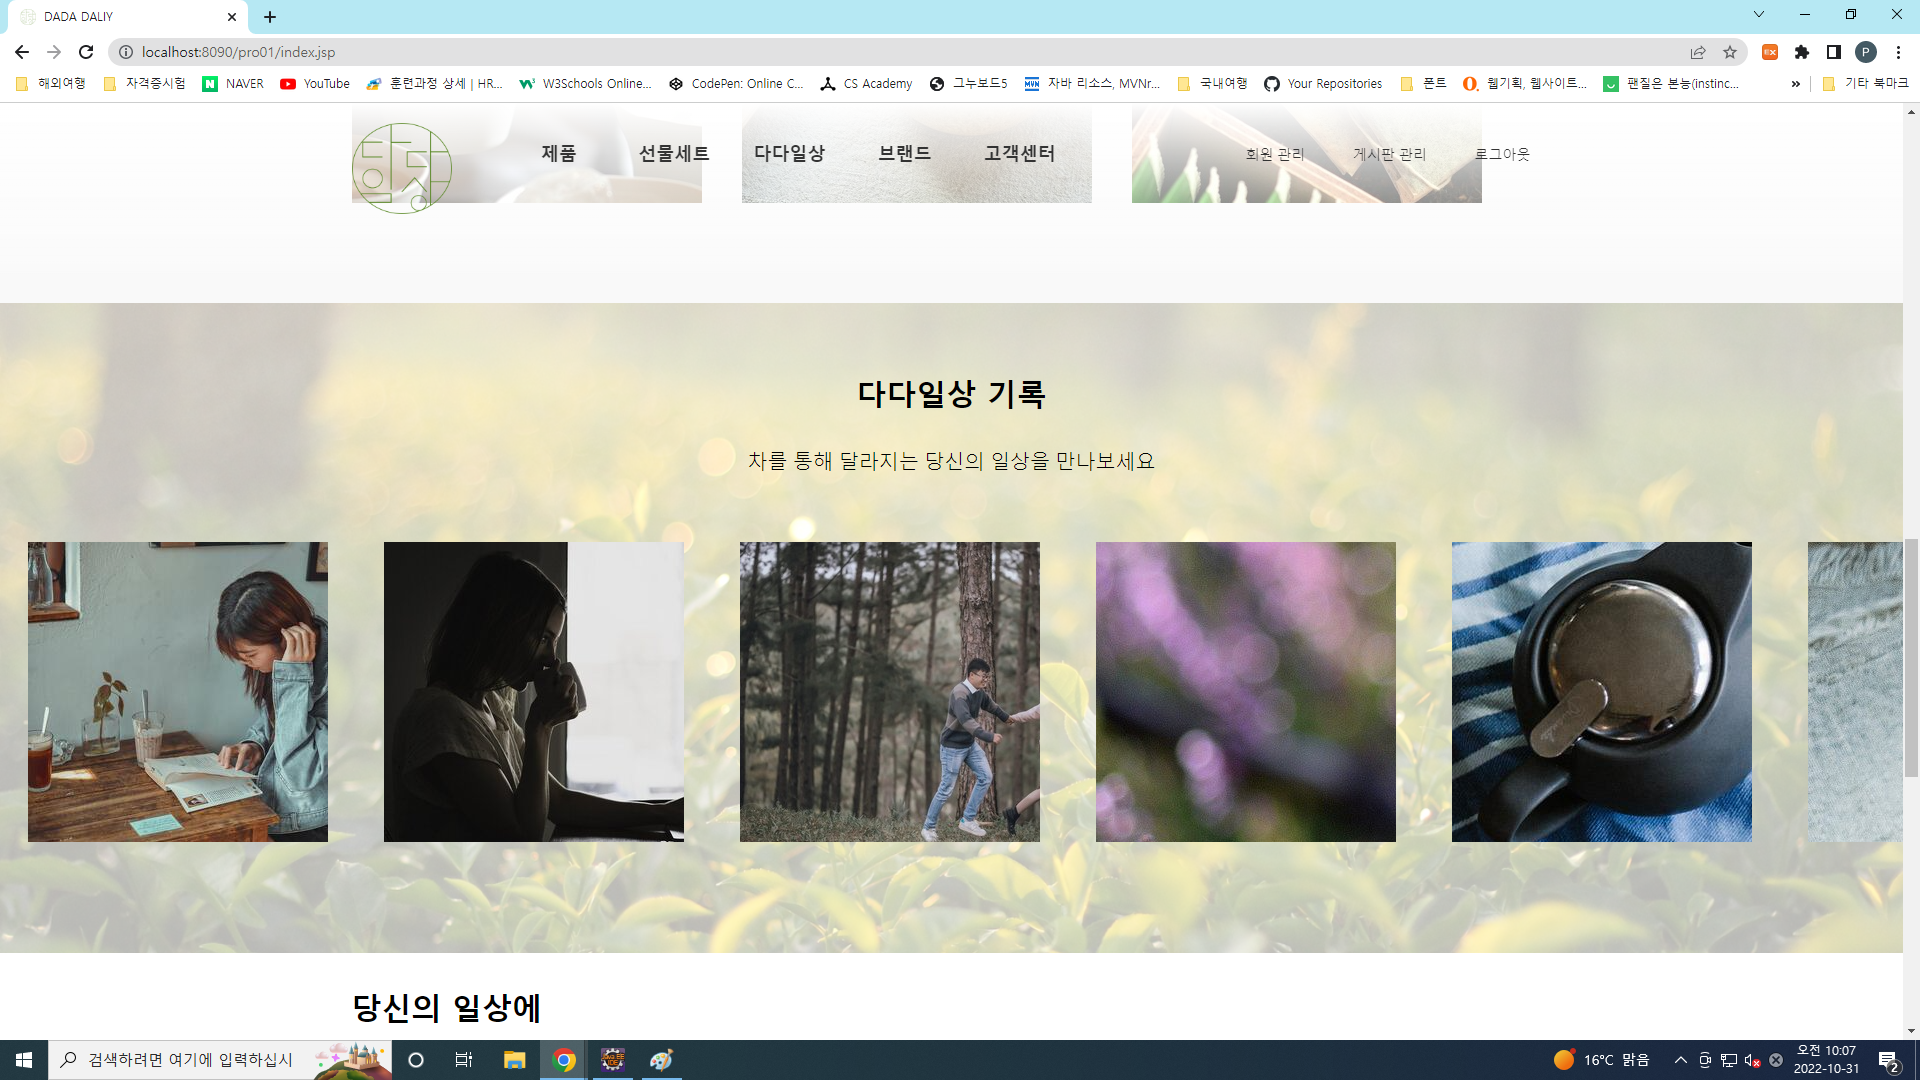 DADA DALIY
localhost:8090/pro01/index.jsp
P
해외여행 자격증시험 NAVER YouTube 훈련과정 상세 | HR... W3Schools Online... CodePen: Online C... CS Academy 그누보드5 자바 리소스, MVNr... 국내여행 Your Repositories 폰트 웹기획, 웹사이트... 팬질은 본능(instinc... » 기타 북마크
제품 선물세트 다다일상 브랜드 고객센터 회원 관리 게시판 관리 로그아웃
다다일상 기록
차를 통해 달라지는 당신의 일상을 만나보세요
당신의 일상에
검색하려면 여기에 입력하십시
16°C 맑음
오전 10:07
2022-10-31
2